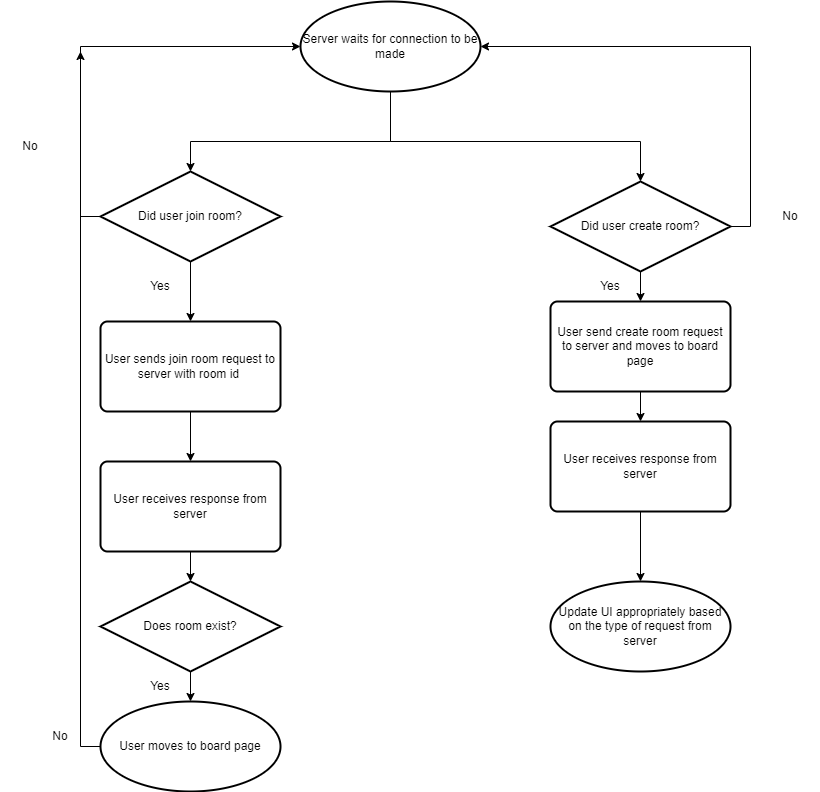 Server waits for connection to be
made
No
Did user join room?
Did user create room?
No
Yes
Yes
User sends join room request to
server with room id
User send create room request
to server and moves to board
page
User receives response from
server
User receives response from
server
Does room exist?
Update UI appropriately based
on the type of request from
server
Yes
No
User moves to board page